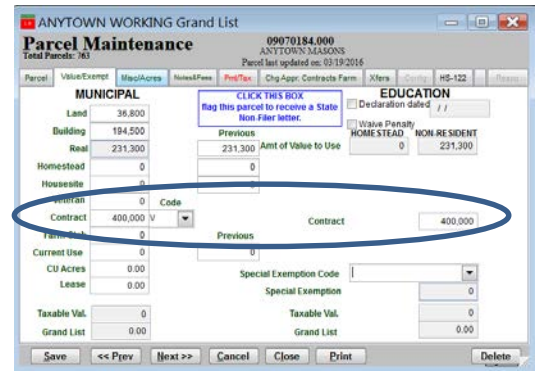 ANYTOWN WORKING Grand List
Parcel Maintenance 09070184.000
Total Parcels: 763 ANYTOWN MASONS
Parcel last updated on: 03/19/2016
Parcel Value/Exempt Misc/Acres Notes&Fees Pmt/Tax Chg.Appr. Contracts Farm Xfers Config HS-122
MUNICIPAL CLICK THIS BOX EDUCATION
flag this parcel to receive a State Non-Filer letter. Declaration dated / /
Waive Penalty
Land 36,800
Building 194,500 Previous HOMESTEAD NON-RESIDENT
Real 231,300 231,300 Amt of Value to Use 0 231,300
Homestead 0 0
Housesite 0
Veteran 0 Code
Contract 400,000 V Contract 400,000
0 Previous
Current Use 0 0
CU Acres 0.00 Special Exemption Code
Lease 0.00 Special Exemption 0
Taxable Val. 0 Taxable Val. 0
Grand List 0.00 Grand List 0.00
Save << Prev Next >> Cancel Close Print Delete